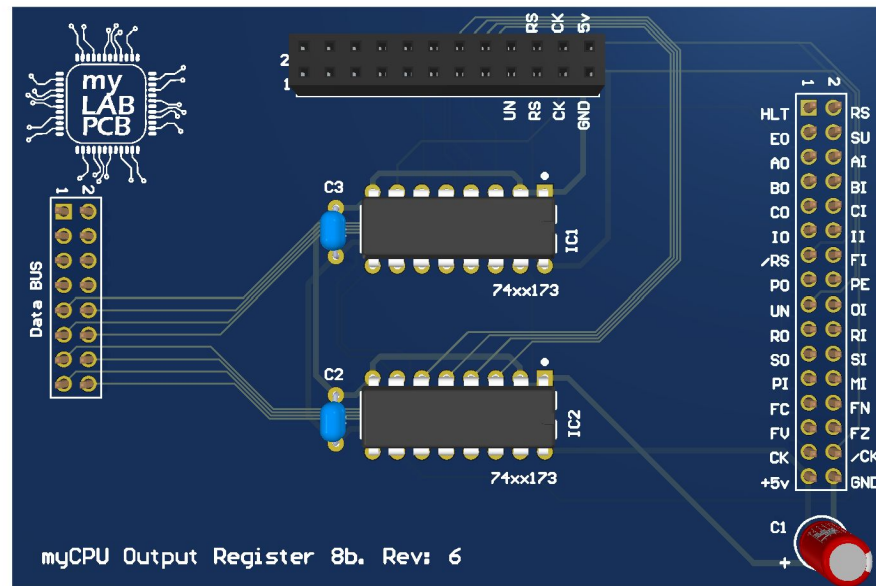 my
LAB
PCB
RS CK 5v
2
1
UN RS CK GND
1 2
HLT RS
EO SU
AO AI
BO BI
CO CI
IO II
/RS FI
PO PE
UN OI
RO RI
SO SI
PI MI
FC FN
FV FZ
CK /CK
+5v GND
C1
+
1 2
Data BUS
C3
IC1
74xx173
C2
IC2
74xx173
myCPU Output Register 8b. Rev: 6